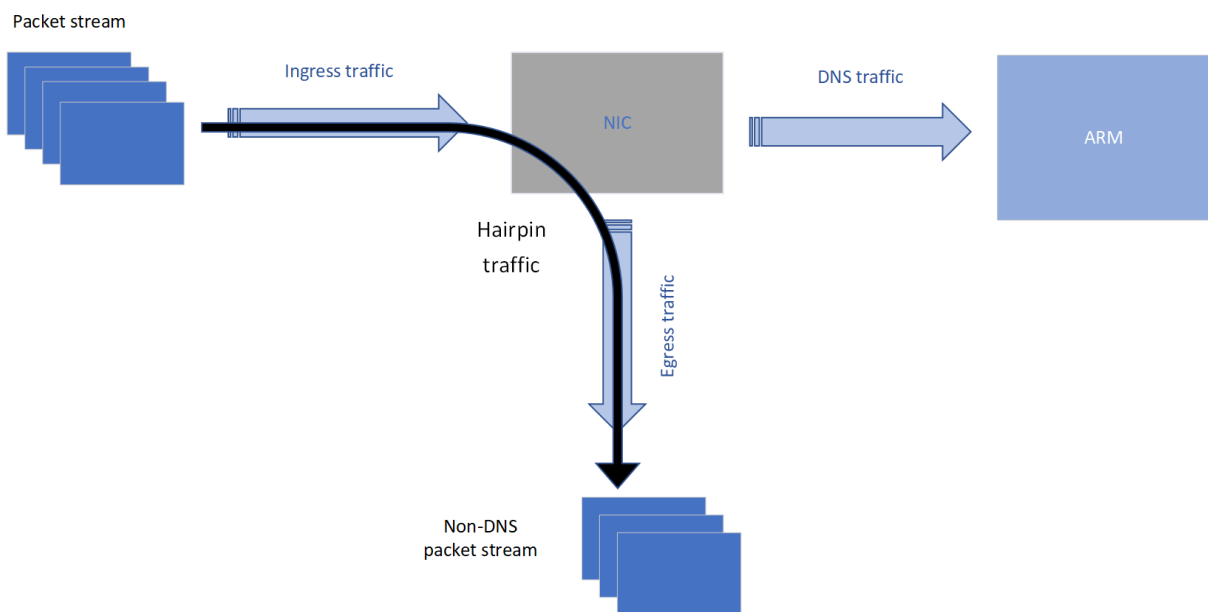 Packet stream
Ingress traffic
NIC
DNS traffic
ARM
Hairpin
traffic
Egress traffic
Non-DNS
packet stream